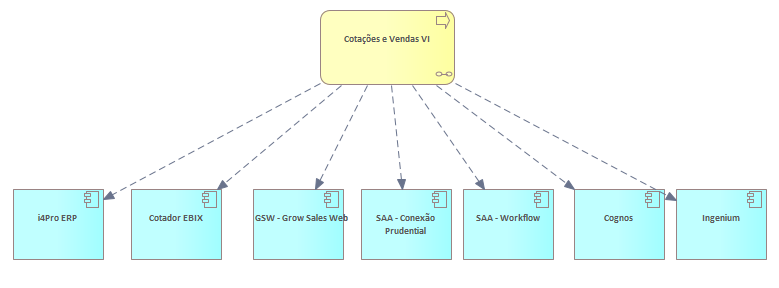 Cotações e Vendas VI
i4Pro ERP
Cotador EBIX
GSW - Grow Sales Web
SAA - Conexão
Prudential
SAA - Workflow
Cognos
Ingenium